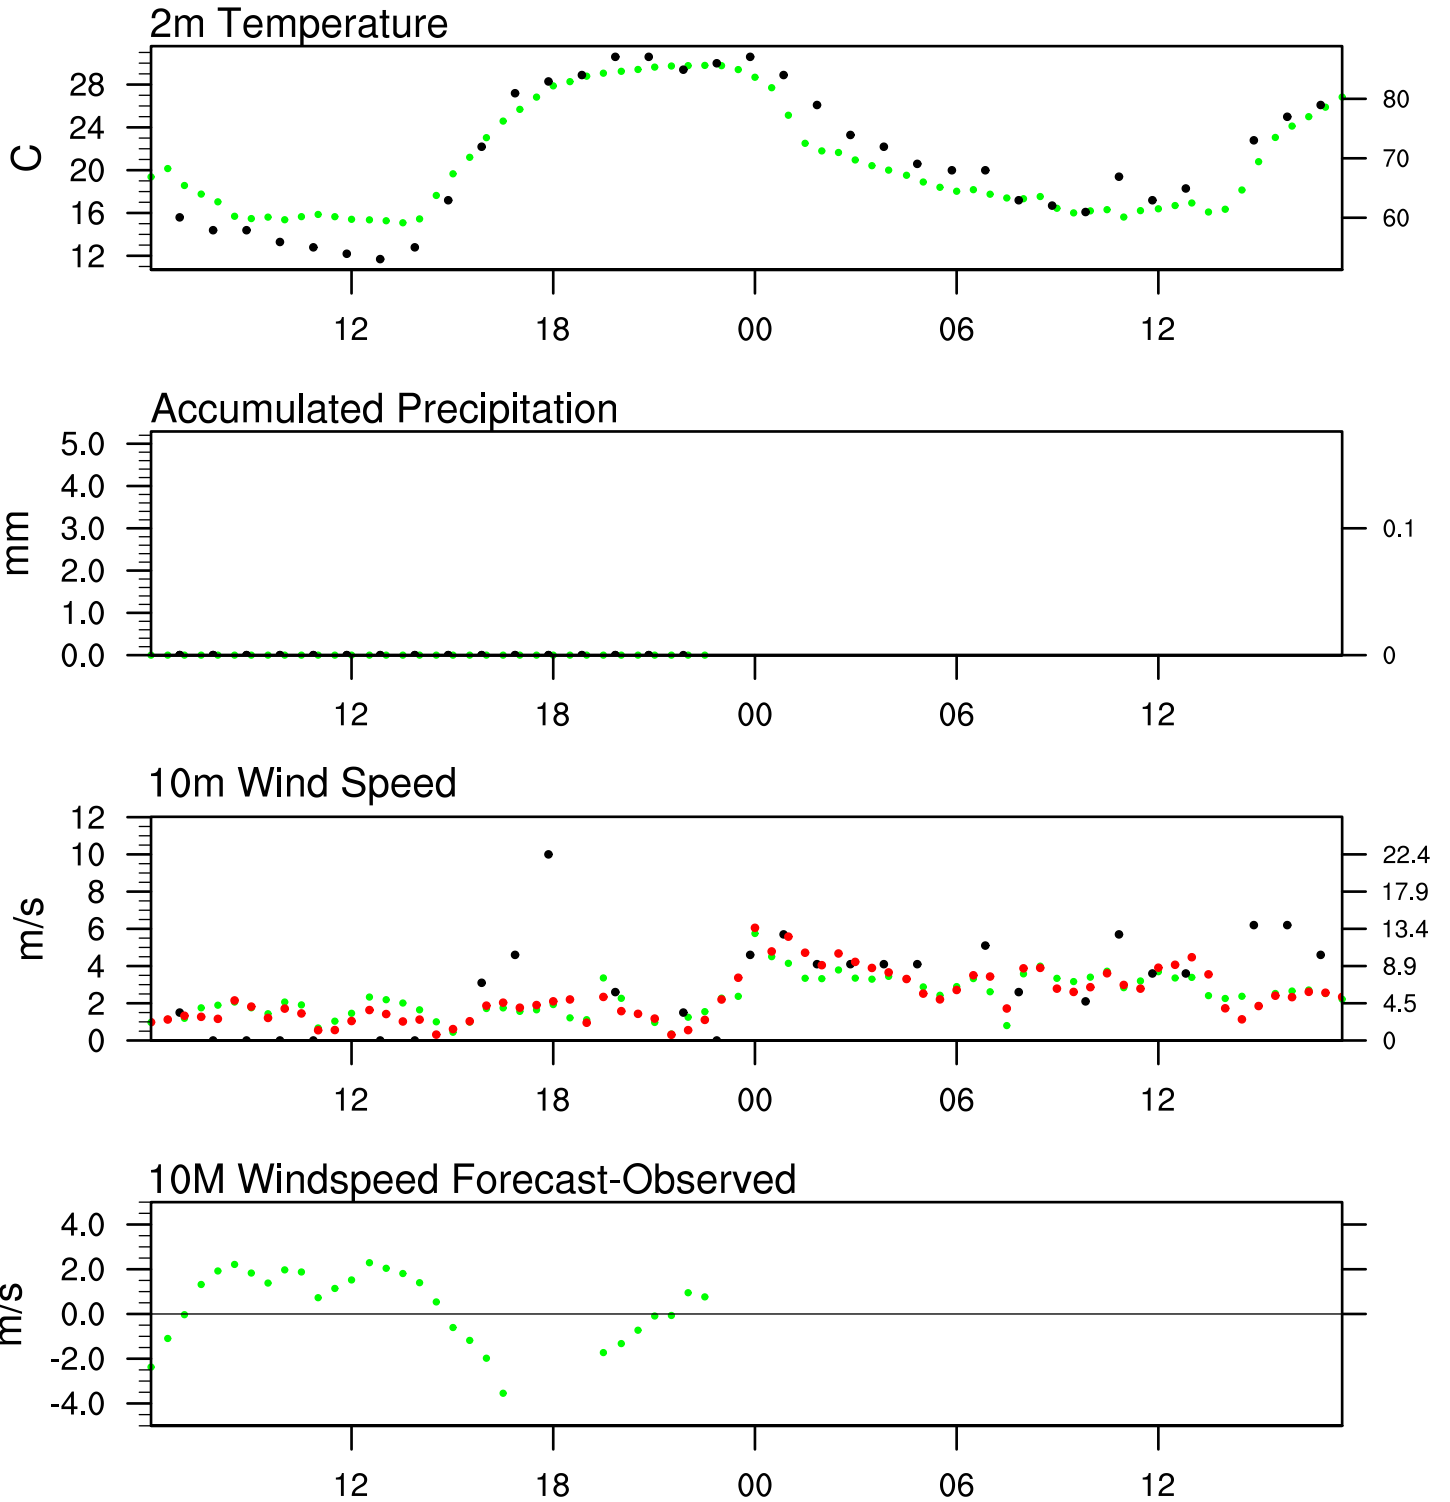 2m Temperature
28
24
20
16
12
C
80
70
60
12 18 00 06 12
Accumulated Precipitation
5.0
4.0
3.0
2.0
1.0
0.0
mm
0.1
0
12 18 00 06 12
10m Wind Speed
12
10
8
6
4
2
0
m/s
22.4
17.9
13.4
8.9
4.5
0
12 18 00 06 12
10M Windspeed Forecast-Observed
4.0
2.0
0.0
-2.0
-4.0
m/s
12 18 00 06 12